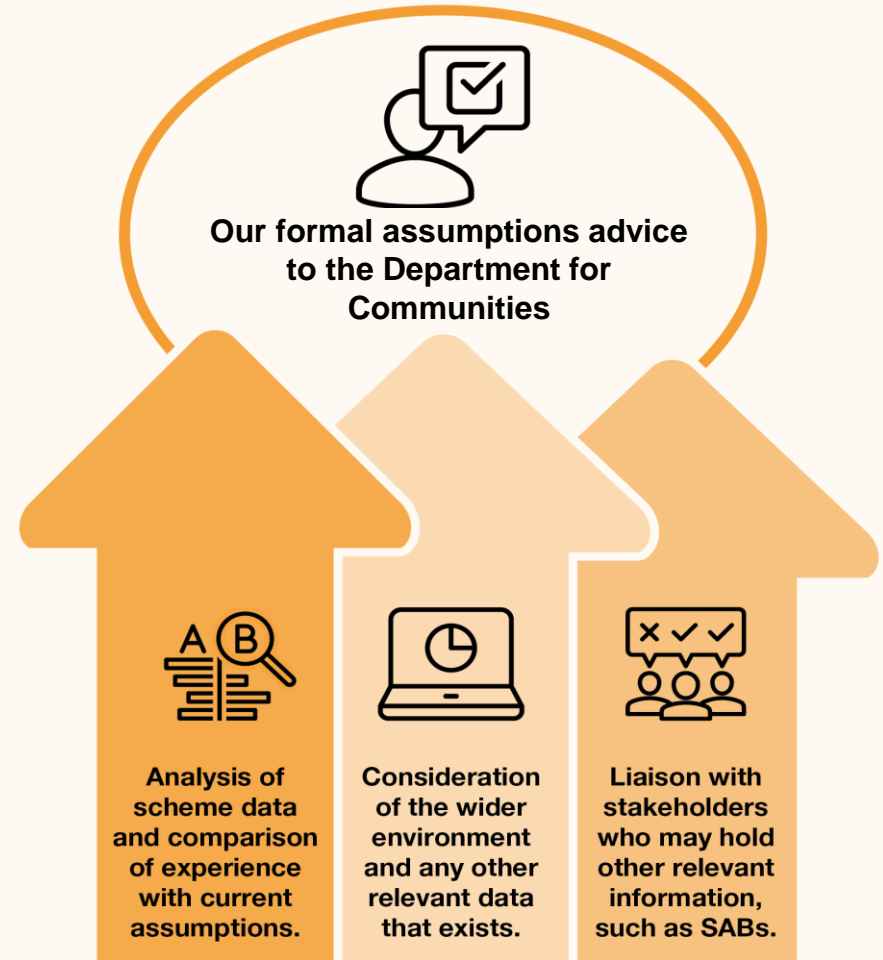 Our formal assumptions advice
to the Department for
Communities
A B
Analysis of
scheme data
and comparison
of experience
with current
assumptions.
Consideration
of the wider
environment
and any other
relevant data
that exists.
Liaison with
stakeholders
who may hold
other relevant
information,
such as SABs.